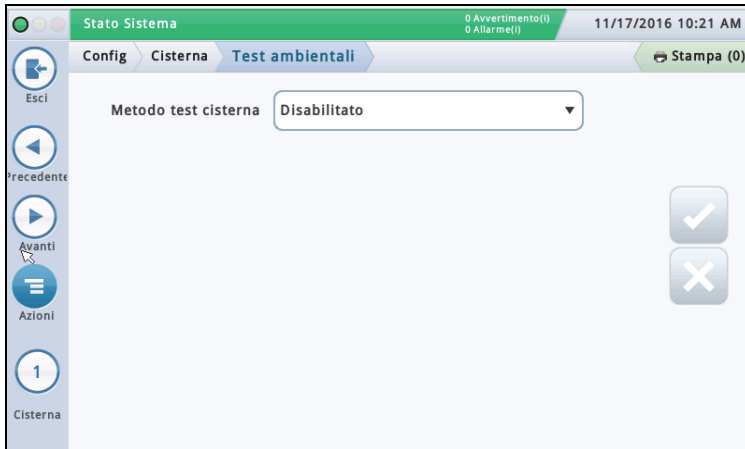 Stato Sistema
0 Avvertimento(i)
0 Allarme(i)
11/17/2016 10:21 AM
Config
Cisterna
Test ambientali
Stampa (0)
Esci
Metodo test cisterna
Disabilitato
Precedente
Avanti
Azioni
1
Cisterna